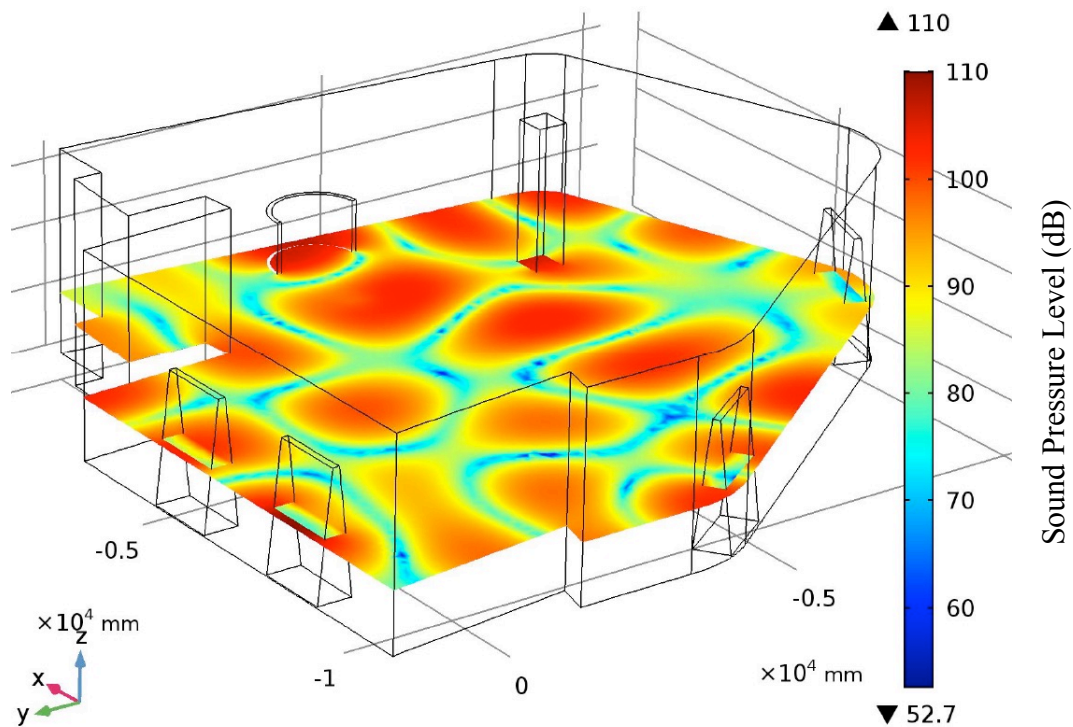 ▲ 110
110
100
90
80
70
60
▼ 52.7
Sound Pressure Level (dB)
-0.5
×10⁴ mm
-1
0
-0.5
×10⁴ mm
z
x
y